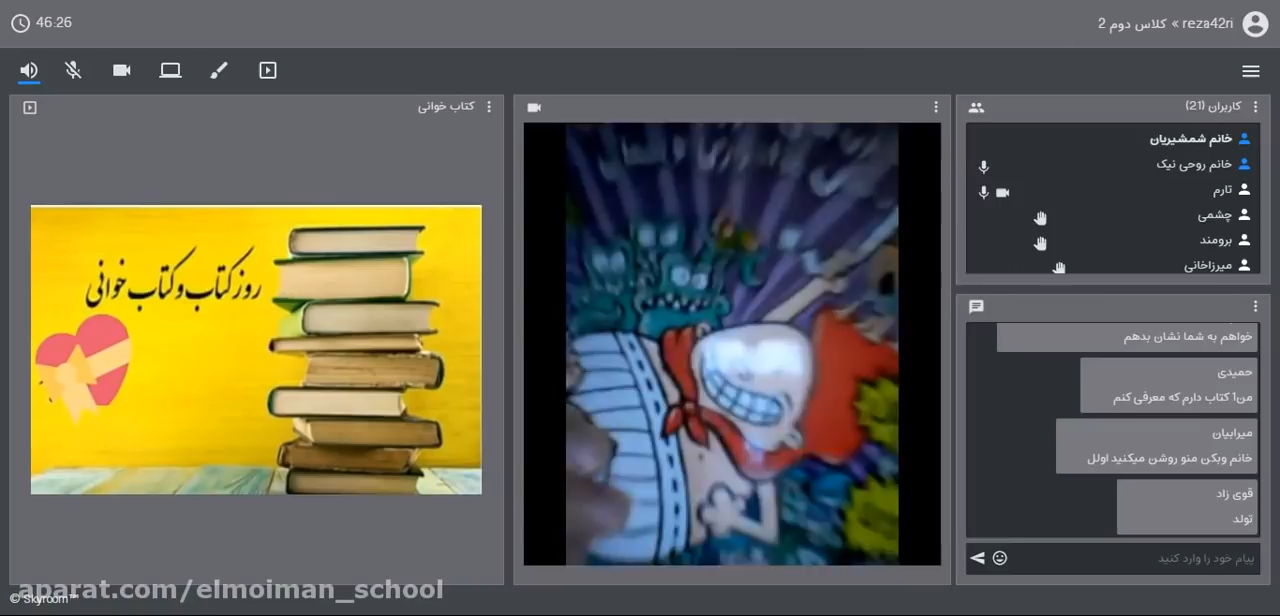 46:26
reza42ri » کلاس دوم 2
کتاب خوانی
روز کتاب و کتاب خوانی
کاربران (21)
خانم شمشیریان
خانم روحی نیک
تارم
چشمی
برومند
میرزاخانی
خواهم به شما نشان بدهم
حمیدی
من1 کتاب دارم که معرفی کنم
میرابیان
خانم وبکن منو روشن میکنید اولل
قوی زاد
تولد
پیام خود را وارد کنید
aparat.com/elmoiman_school
© Skyroom™